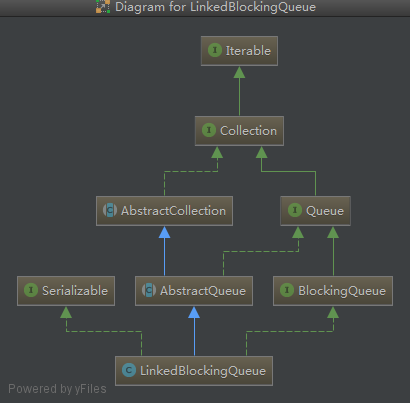 Diagram for LinkedBlockingQueue
I Iterable
I Collection
C AbstractCollection
I Queue
I Serializable
C AbstractQueue
I BlockingQueue
C LinkedBlockingQueue
Powered by yFiles